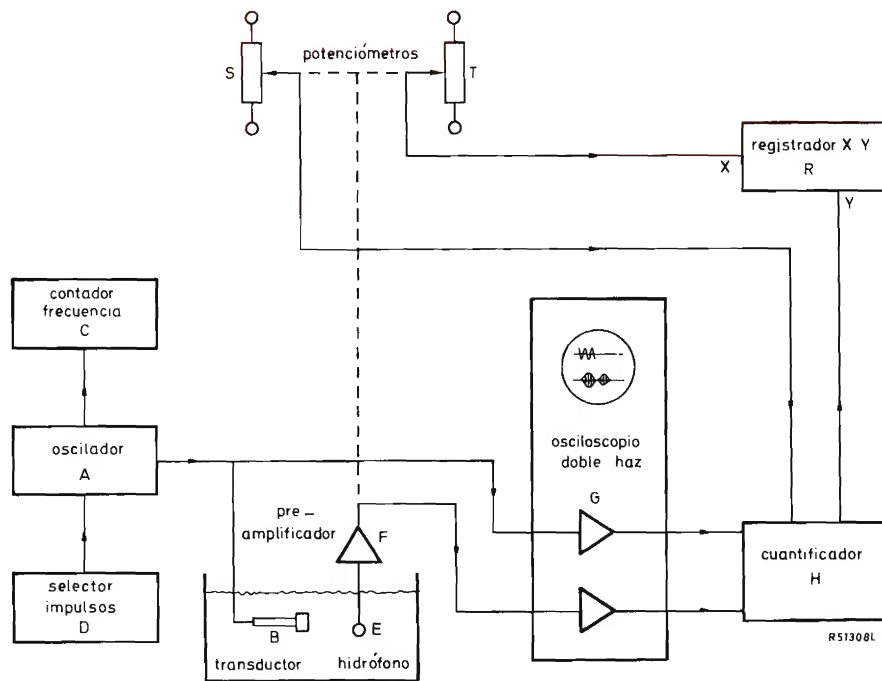 potenciómetros
S
T
registrador X Y
R
X
Y
contador
frecuencia
C
oscilador
A
selector
impulsos
D
pre-
amplificador
F
B
E
transductor
hidrófono
osciloscopio
doble haz
G
cuantificador
H
R51308L